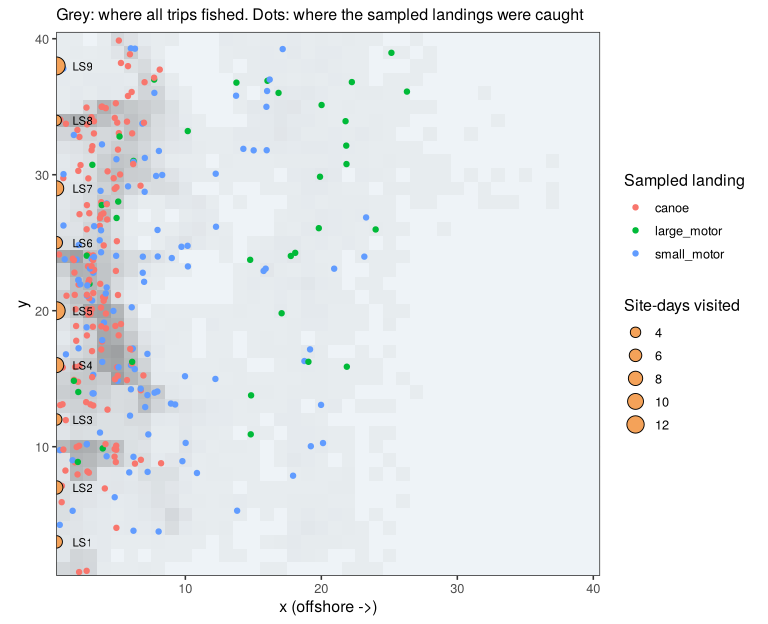 Grey: where all trips fished. Dots: where the sampled landings were caught
40
30
20
10
y
LS9
LS8
LS7
LS6
LS5
LS4
LS3
LS2
LS1
10
20
30
40
x (offshore ->)
Sampled landing
canoe
large_motor
small_motor
Site-days visited
4
6
8
10
12